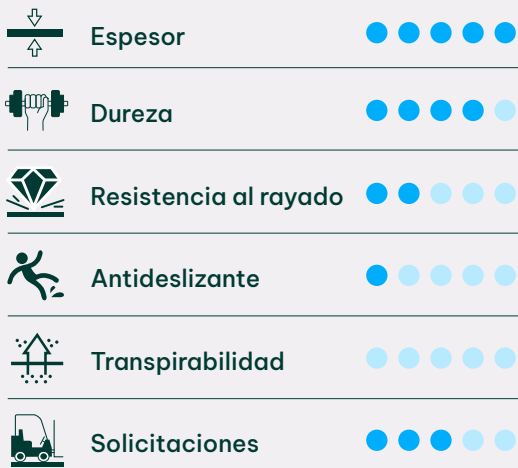 Espesor
Dureza
Resistencia al rayado
Antideslizante
Transpirabilidad
Solicitaciones